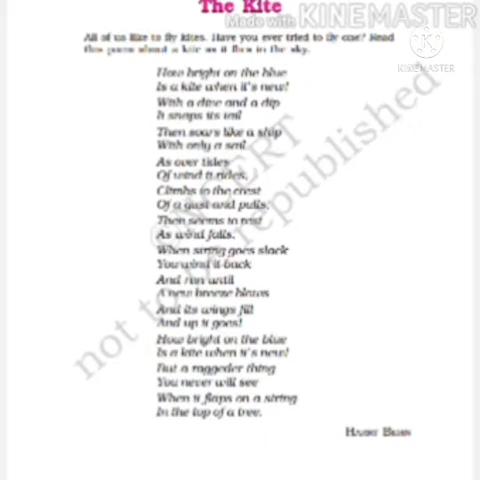 The Kite
Made with KINEMASTER
KINEMASTER
All of us like to fly kites. Have you ever tried to fly one? Read
this poem about a kite as it flies in the sky.
How bright on the blue
Is a kite when it's new!
With a dive and a dip
It snaps its tail
Then soars like a ship
With only a sail
As over tides
Of wind it rides,
Climbs to the crest
Of a gust and pulls,
Then seems to rest
As wind falls.
When string goes slack
You wind it back
And run until
A new breeze blows
And its wings fill
And up it goes!
How bright on the blue
Is a kite when it's new!
But a raggeder thing
You never will see
When it flaps on a string
In the top of a tree.
HARRY BEHN
© NCERT
not to be republished